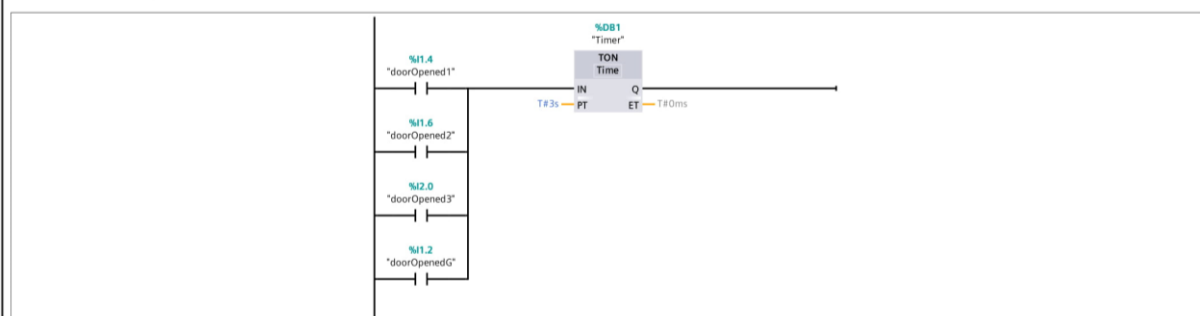 %DB1
"Timer"
%I1.4
"doorOpened1"
TON
Time
IN
Q
T#3s
PT
ET
T#0ms
%I1.6
"doorOpened2"
%I2.0
"doorOpened3"
%I1.2
"doorOpenedG"